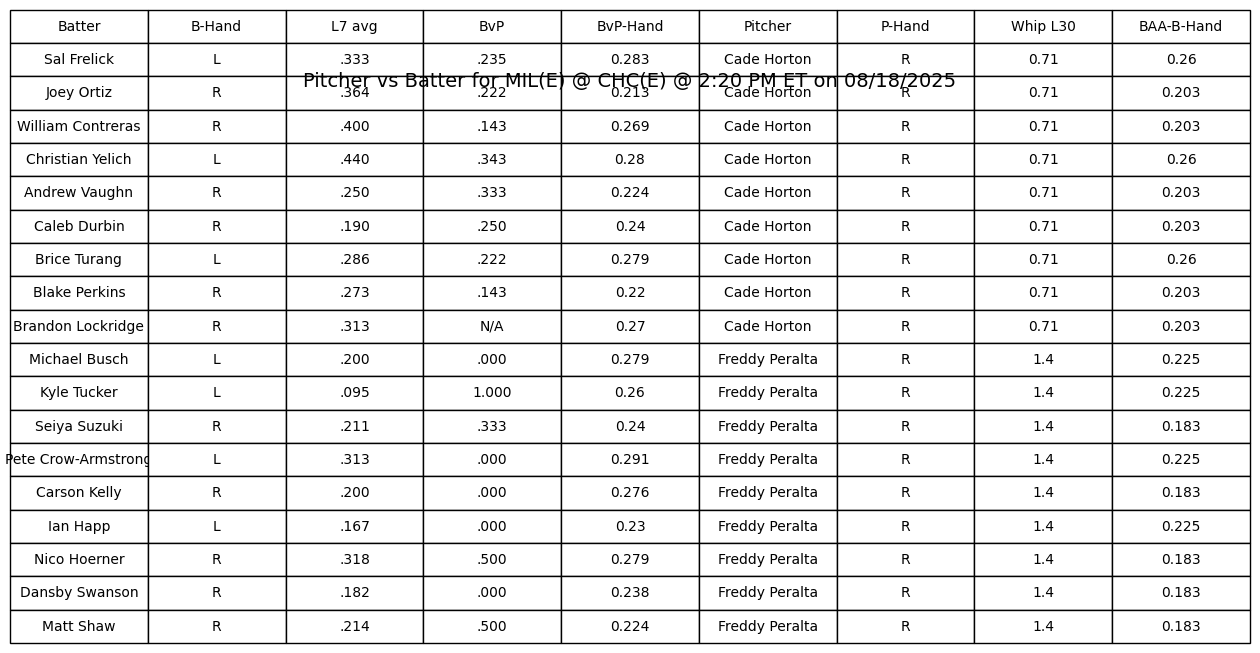 Batter B-Hand L7 avg BvP BvP-Hand Pitcher P-Hand Whip L30 BAA-B-Hand
Sal Frelick L .333 .235 0.283 Cade Horton R 0.71 0.26
Pitcher vs Batter for MIL(E) @ CHC(E) @ 2:20 PM ET on 08/18/2025
Joey Ortiz R .364 .222 0.213 Cade Horton R 0.71 0.203
William Contreras R .400 .143 0.269 Cade Horton R 0.71 0.203
Christian Yelich L .440 .343 0.28 Cade Horton R 0.71 0.26
Andrew Vaughn R .250 .333 0.224 Cade Horton R 0.71 0.203
Caleb Durbin R .190 .250 0.24 Cade Horton R 0.71 0.203
Brice Turang L .286 .222 0.279 Cade Horton R 0.71 0.26
Blake Perkins R .273 .143 0.22 Cade Horton R 0.71 0.203
Brandon Lockridge R .313 N/A 0.27 Cade Horton R 0.71 0.203
Michael Busch L .200 .000 0.279 Freddy Peralta R 1.4 0.225
Kyle Tucker L .095 1.000 0.26 Freddy Peralta R 1.4 0.225
Seiya Suzuki R .211 .333 0.24 Freddy Peralta R 1.4 0.183
Pete Crow-Armstrong L .313 .000 0.291 Freddy Peralta R 1.4 0.225
Carson Kelly R .200 .000 0.276 Freddy Peralta R 1.4 0.183
Ian Happ L .167 .000 0.23 Freddy Peralta R 1.4 0.225
Nico Hoerner R .318 .500 0.279 Freddy Peralta R 1.4 0.183
Dansby Swanson R .182 .000 0.238 Freddy Peralta R 1.4 0.183
Matt Shaw R .214 .500 0.224 Freddy Peralta R 1.4 0.183